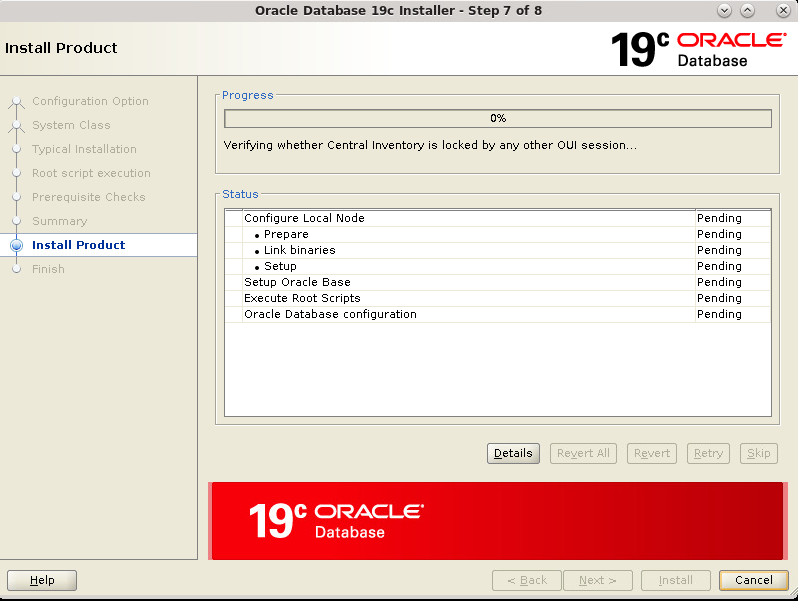 Oracle Database 19c Installer - Step 7 of 8
Install Product
19c ORACLE®
Database
Configuration Option
System Class
Typical Installation
Root script execution
Prerequisite Checks
Summary
Install Product
Finish
Progress
0%
Verifying whether Central Inventory is locked by any other OUI session...
Status
Configure Local Node Pending
• Prepare Pending
• Link binaries Pending
• Setup Pending
Setup Oracle Base Pending
Execute Root Scripts Pending
Oracle Database configuration Pending
Details Revert All Revert Retry Skip
19c ORACLE®
Database
Help < Back Next > Install Cancel